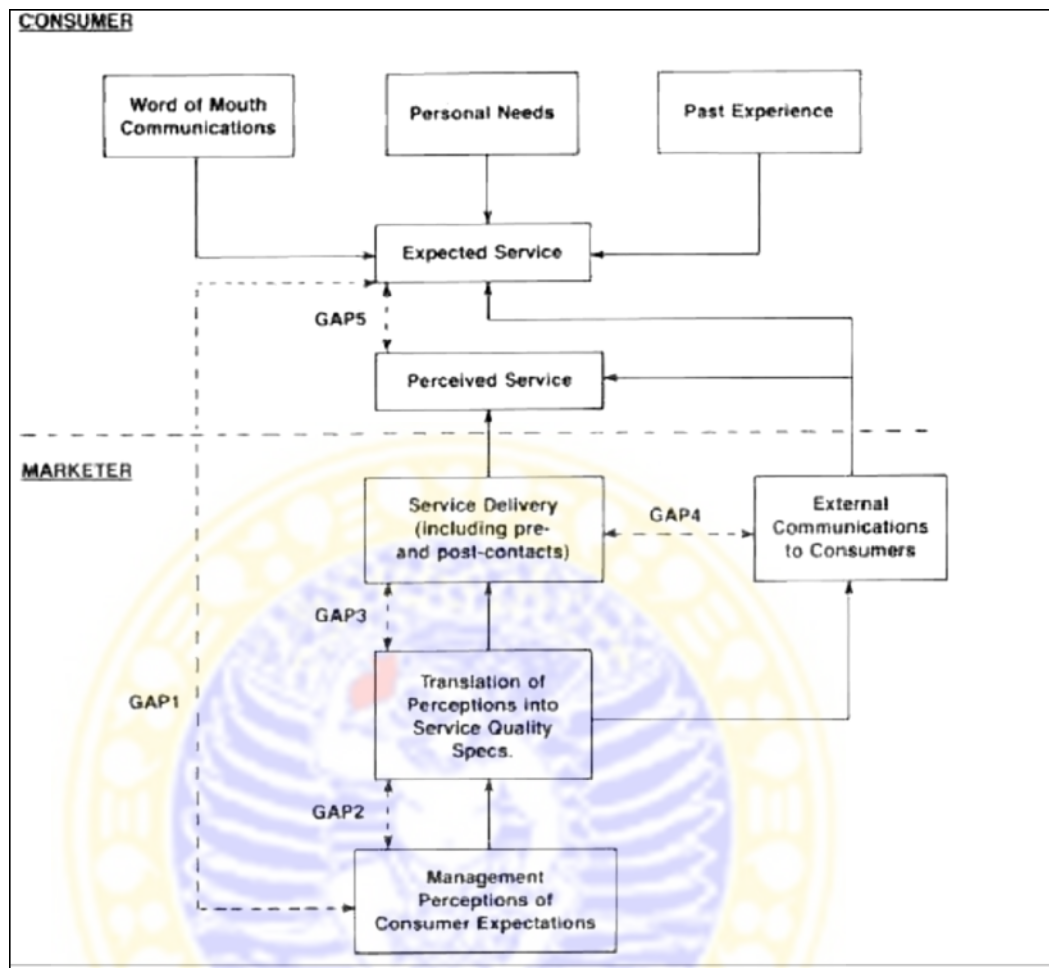 CONSUMER
Word of Mouth
Communications
Personal Needs
Past Experience
Expected Service
GAP5
Perceived Service
MARKETER
Service Delivery
(including pre-
and post-contacts)
GAP4
External
Communications
to Consumers
GAP3
Translation of
Perceptions into
Service Quality
Specs.
GAP1
GAP2
Management
Perceptions of
Consumer Expectations